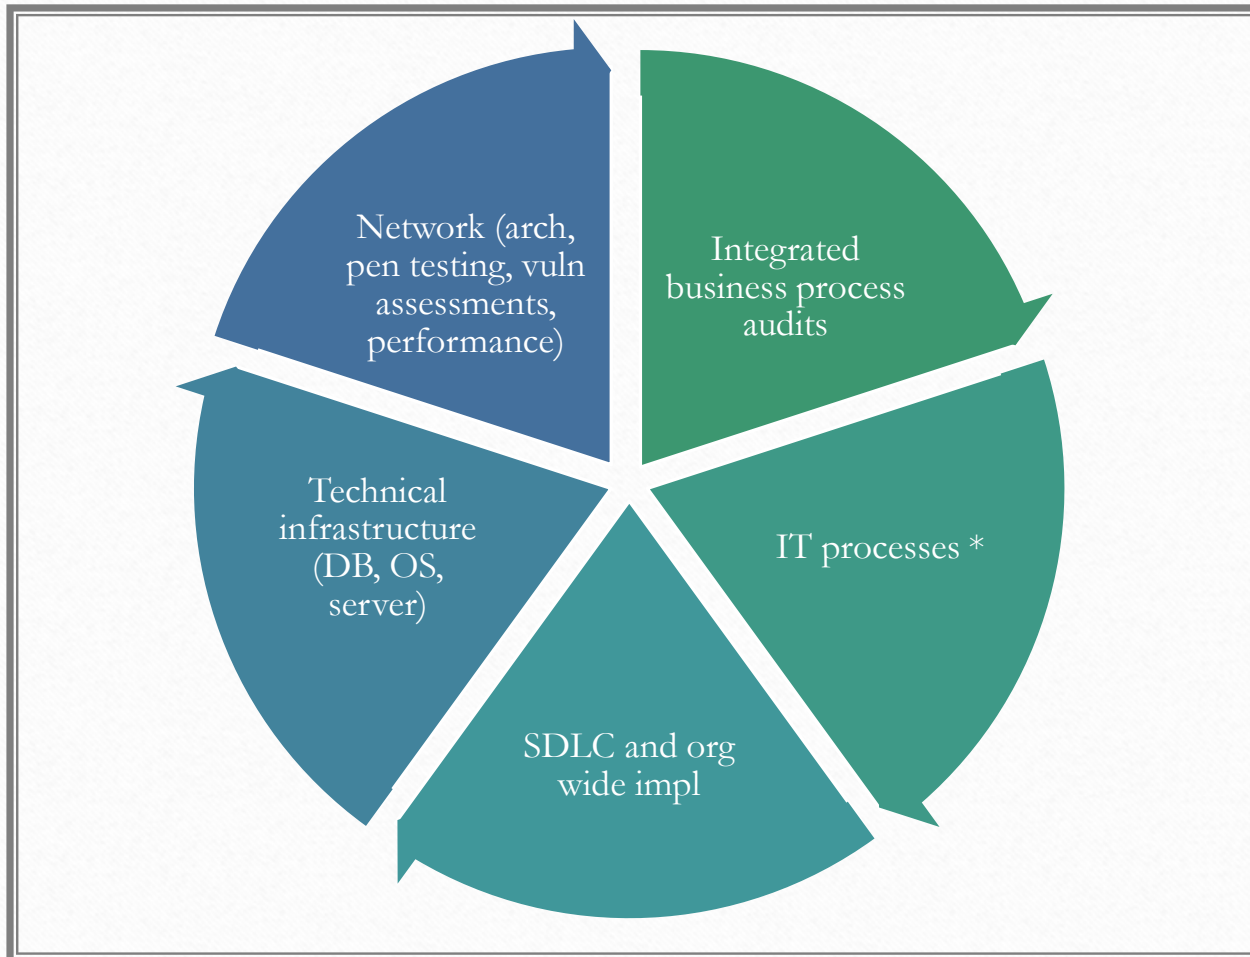 Network (arch,
pen testing, vuln
assessments,
performance)
Integrated
business process
audits
IT processes *
SDLC and org
wide impl
Technical
infrastructure
(DB, OS,
server)